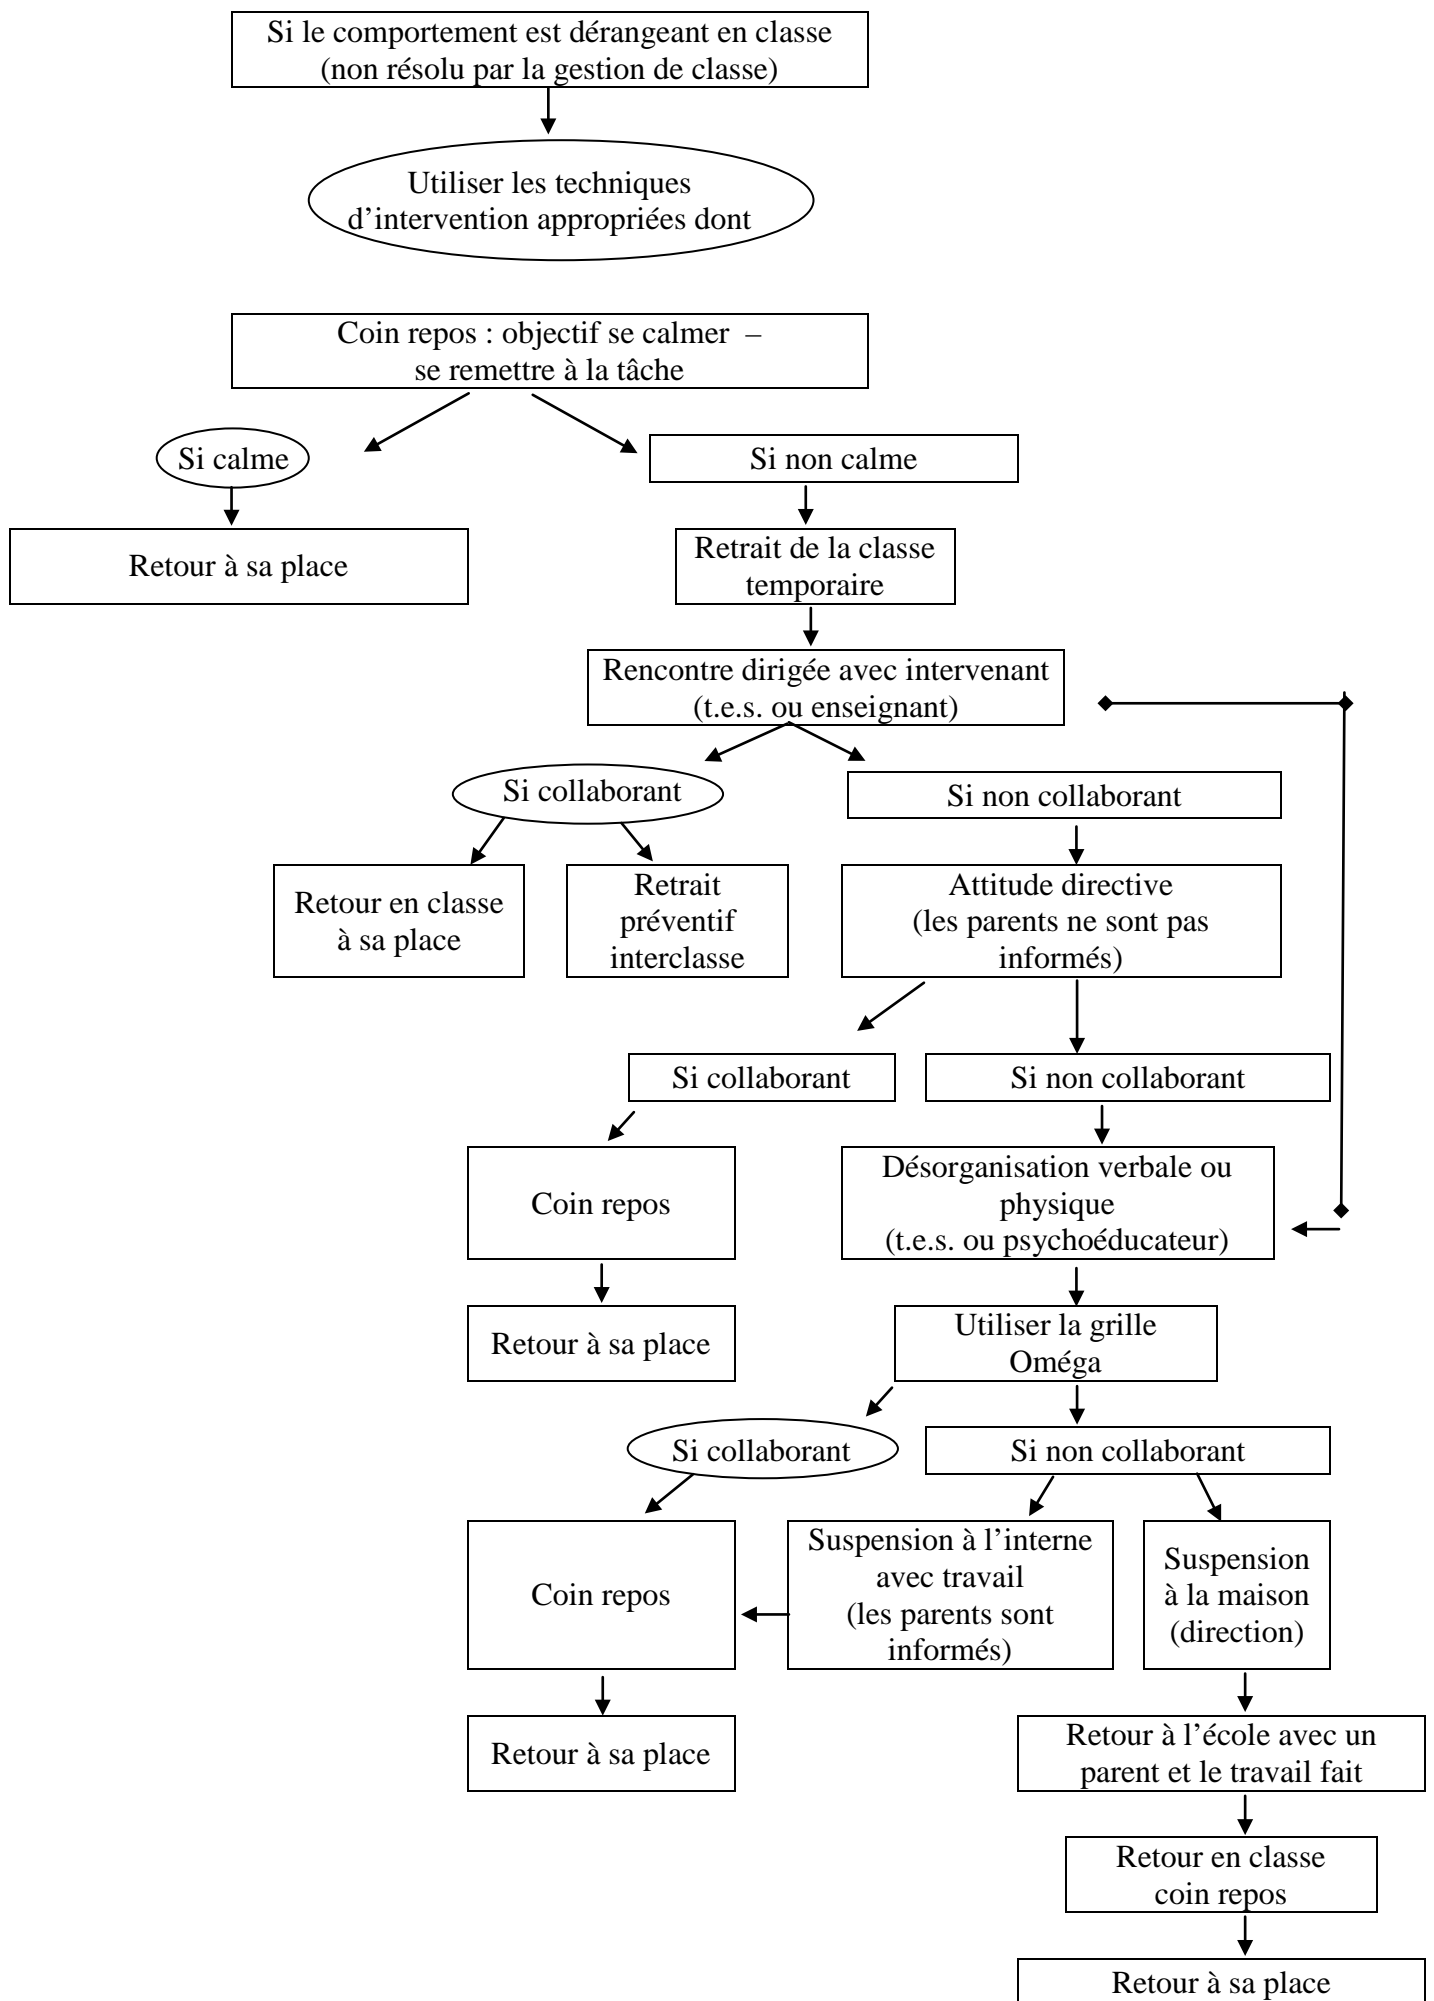 Si le comportement est dérangeant en classe
(non résolu par la gestion de classe)
Utiliser les techniques
d’intervention appropriées dont
Coin repos : objectif se calmer –
se remettre à la tâche
Si calme
Si non calme
Retour à sa place
Retrait de la classe
temporaire
Rencontre dirigée avec intervenant
(t.e.s. ou enseignant)
Si collaborant
Si non collaborant
Retour en classe
à sa place
Retrait
préventif
interclasse
Attitude directive
(les parents ne sont pas
informés)
Si collaborant
Si non collaborant
Coin repos
Désorganisation verbale ou
physique
(t.e.s. ou psychoéducateur)
Retour à sa place
Utiliser la grille
Oméga
Si collaborant
Si non collaborant
Coin repos
Suspension à l’interne
avec travail
(les parents sont
informés)
Suspension
à la maison
(direction)
Retour à sa place
Retour à l’école avec un
parent et le travail fait
Retour en classe
coin repos
Retour à sa place